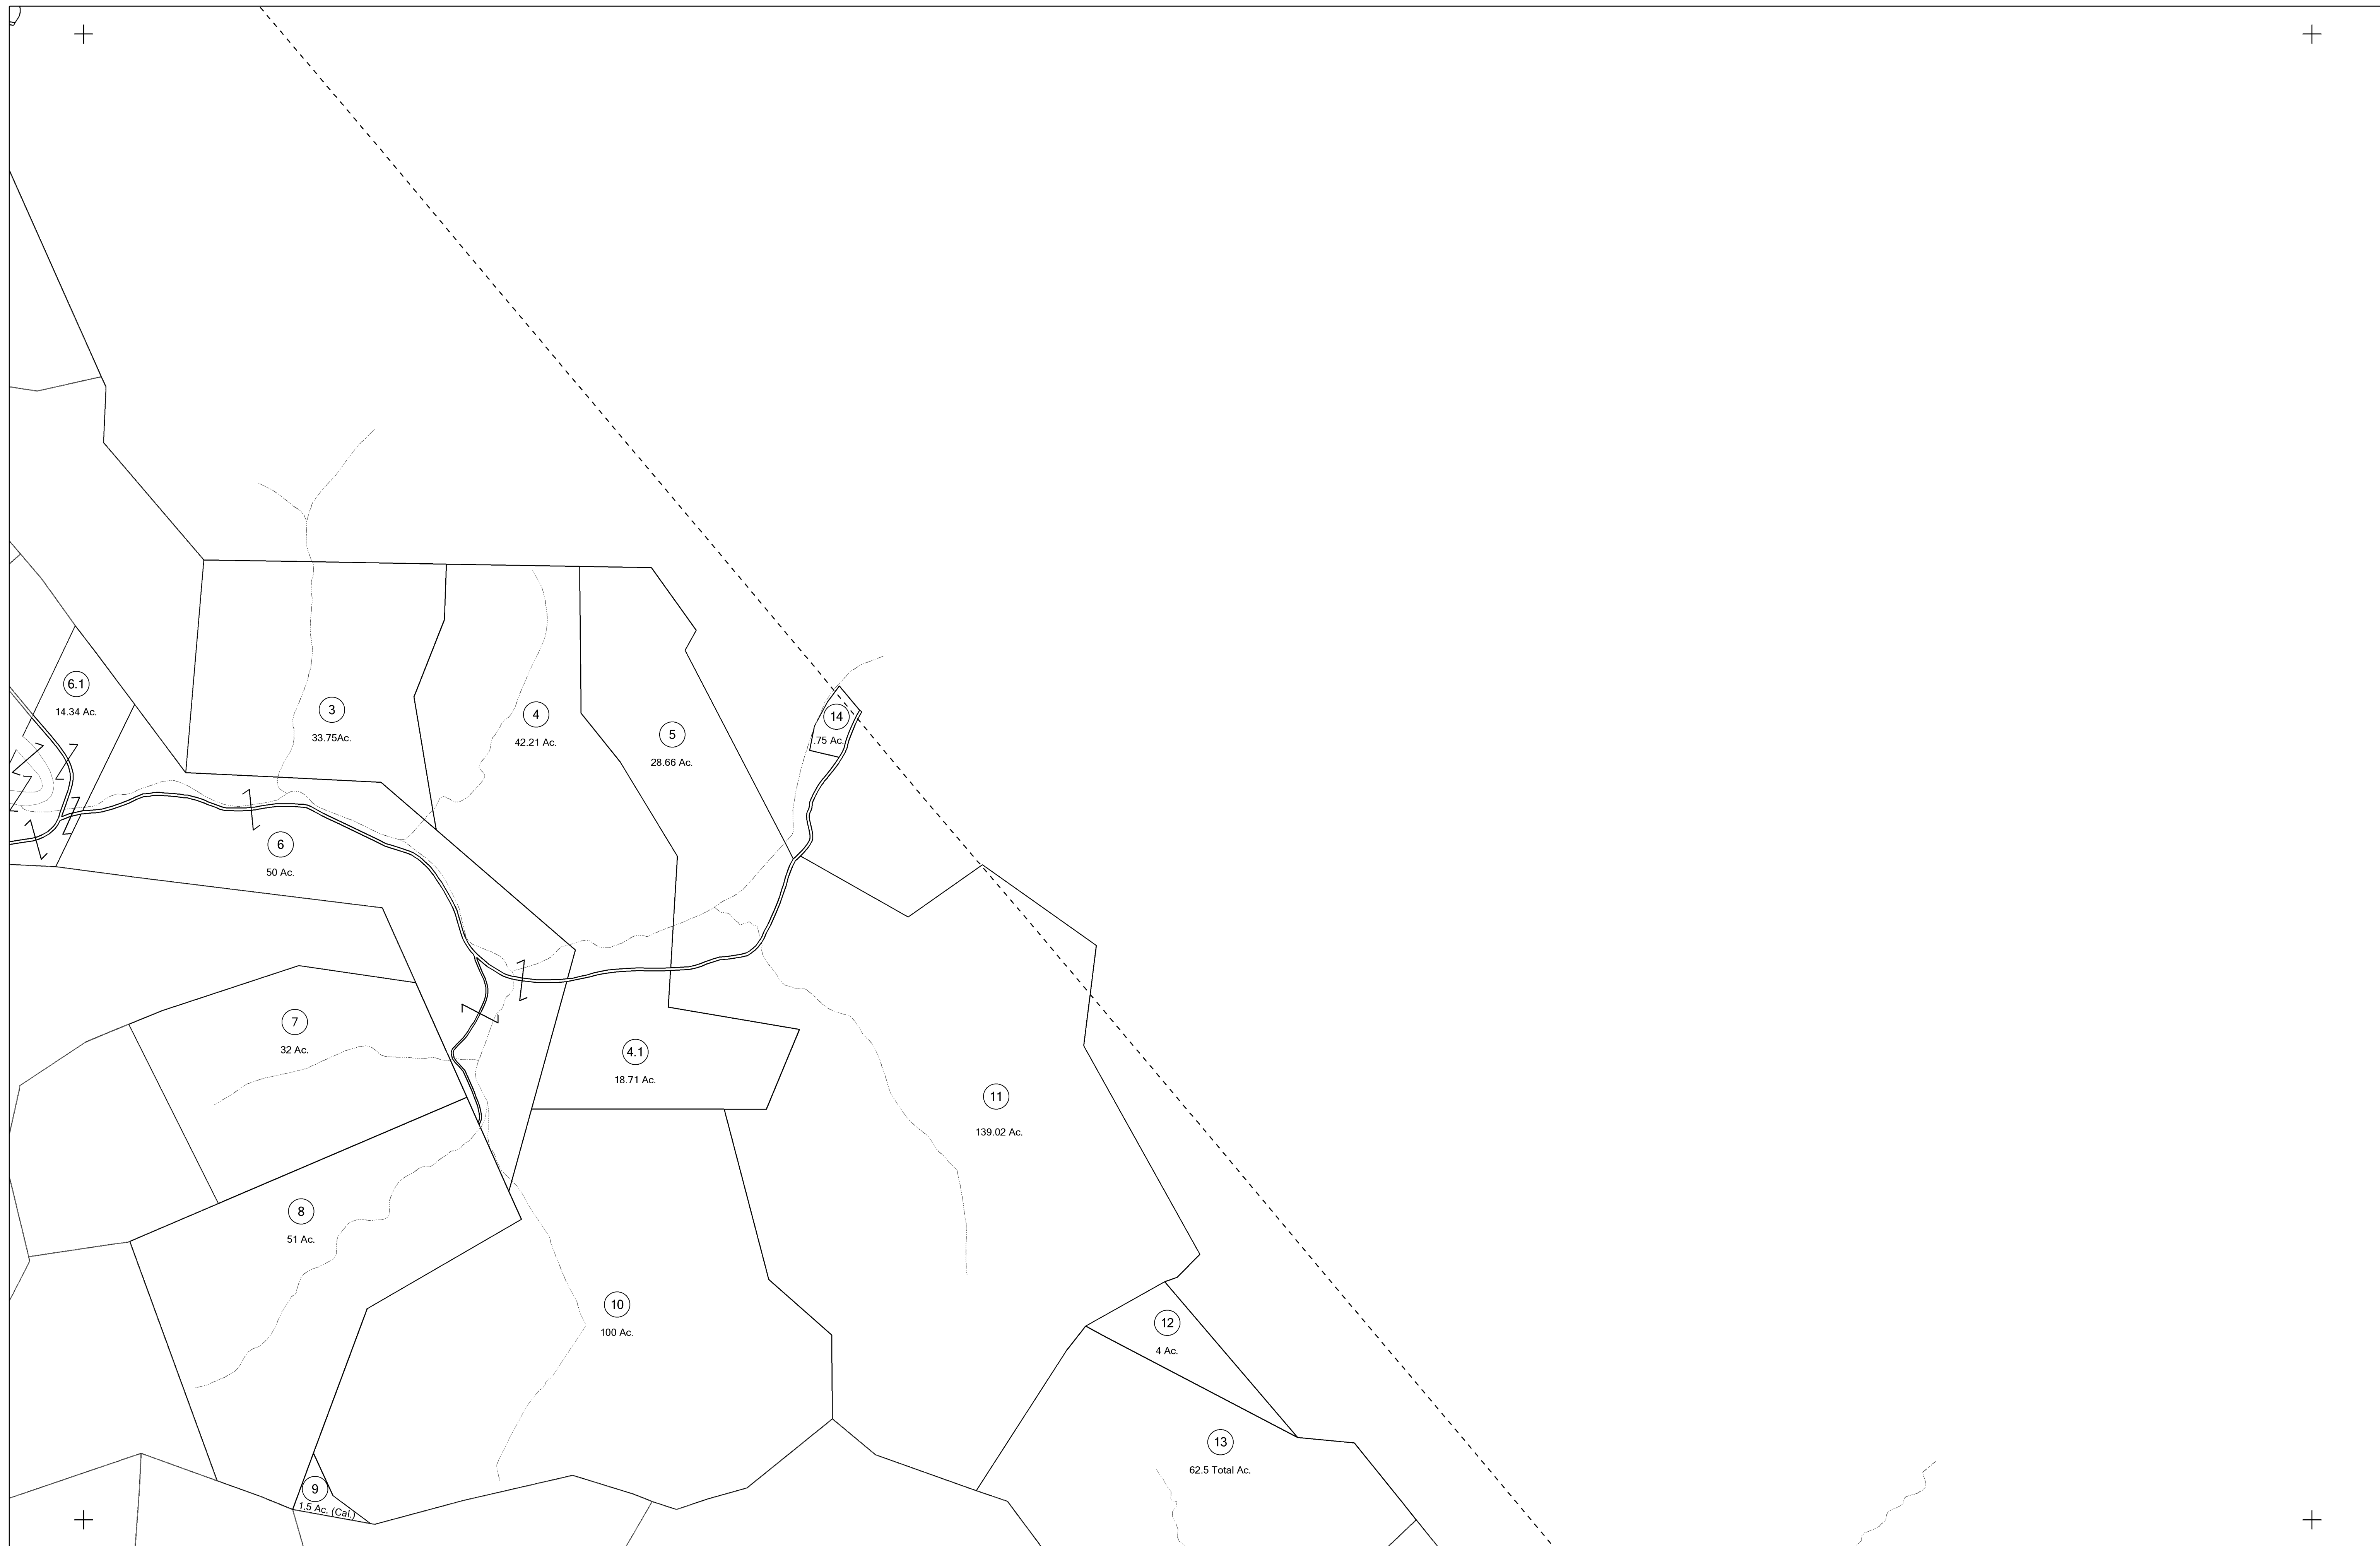 6.1
14.34 Ac.
3
33.75Ac.
4
42.21 Ac.
5
28.66 Ac.
14
.75 Ac.
6
50 Ac.
7
32 Ac.
4.1
18.71 Ac.
11
139.02 Ac.
8
51 Ac.
10
100 Ac.
12
4 Ac.
13
62.5 Total Ac.
9
1.5 Ac. (Cal.)